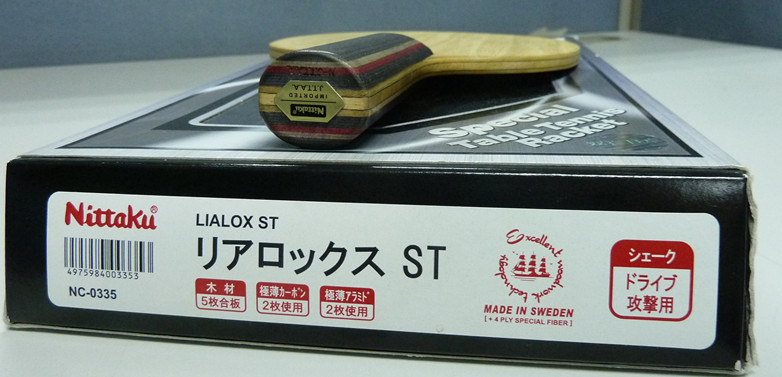 Nittaku
IMPORTED
J.T.T.A.A
Special
Table Tennis
Racket
Nittaku®
LIALOX ST
リアロックス ST
4975984003353
NC-0335
木材
5枚合板
極薄カーボン
2枚使用
極薄アラミド
2枚使用
Excellent woodwork technology
MADE IN SWEDEN
[ + 4 PLY SPECIAL FIBER ]
シェーク
ドライブ
攻撃用